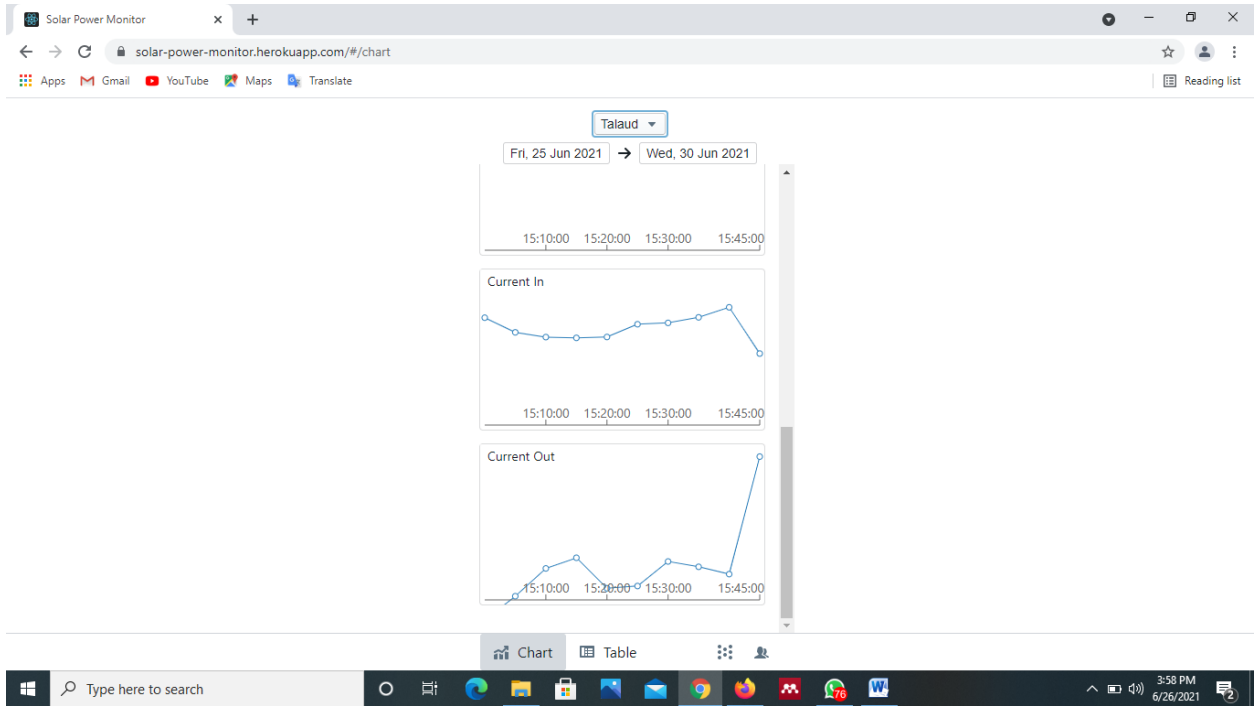 Solar Power Monitor
solar-power-monitor.herokuapp.com/#/chart
Apps Gmail YouTube Maps Translate Reading list
Talaud
Fri, 25 Jun 2021 → Wed, 30 Jun 2021
15:10:00 15:20:00 15:30:00 15:45:00
Current In
15:10:00 15:20:00 15:30:00 15:45:00
Current Out
15:10:00 15:20:00 15:30:00 15:45:00
Chart Table
Type here to search 76 3:58 PM
6/26/2021 2